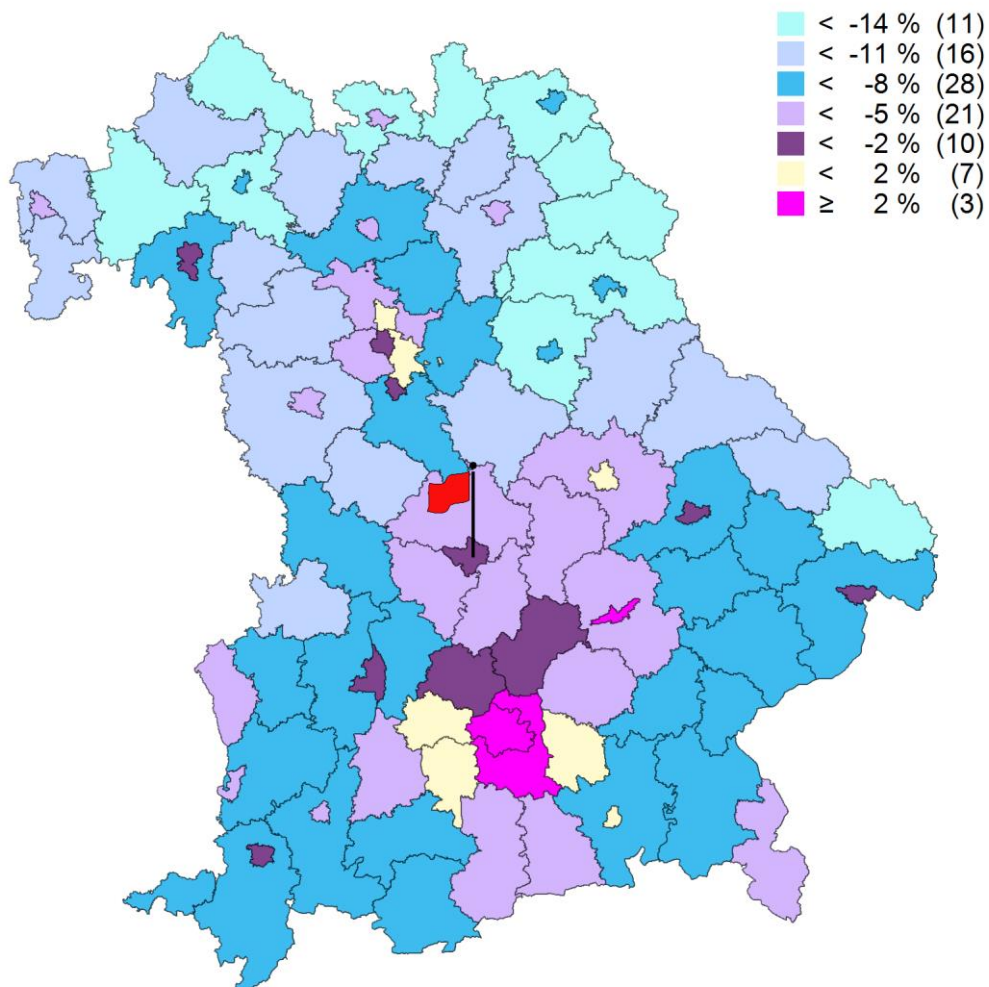 < -14 % (11)
< -11 % (16)
< -8 % (28)
< -5 % (21)
< -2 % (10)
< 2 % (7)
≥ 2 % (3)